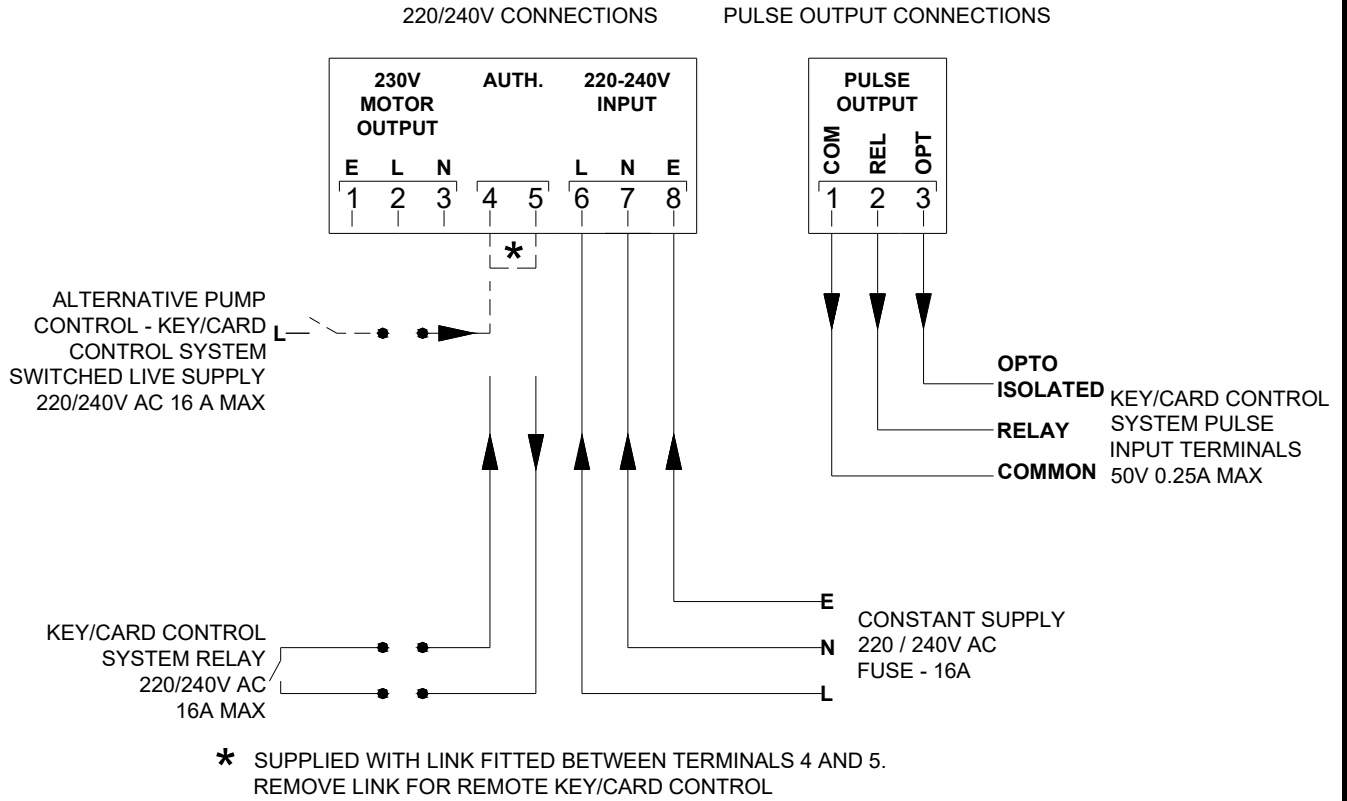 220/240V CONNECTIONS
PULSE OUTPUT CONNECTIONS
230V
MOTOR
OUTPUT
AUTH.
220-240V
INPUT
E L N
L N E
1 2 3 4 5 6 7 8
PULSE
OUTPUT
COM
REL
OPT
1 2 3
*
ALTERNATIVE PUMP
CONTROL - KEY/CARD
CONTROL SYSTEM
SWITCHED LIVE SUPPLY
220/240V AC 16 A MAX
L
OPTO
ISOLATED
RELAY
COMMON
KEY/CARD CONTROL
SYSTEM PULSE
INPUT TERMINALS
50V 0.25A MAX
KEY/CARD CONTROL
SYSTEM RELAY
220/240V AC
16A MAX
E
N
L
CONSTANT SUPPLY
220 / 240V AC
FUSE - 16A
* SUPPLIED WITH LINK FITTED BETWEEN TERMINALS 4 AND 5.
REMOVE LINK FOR REMOTE KEY/CARD CONTROL